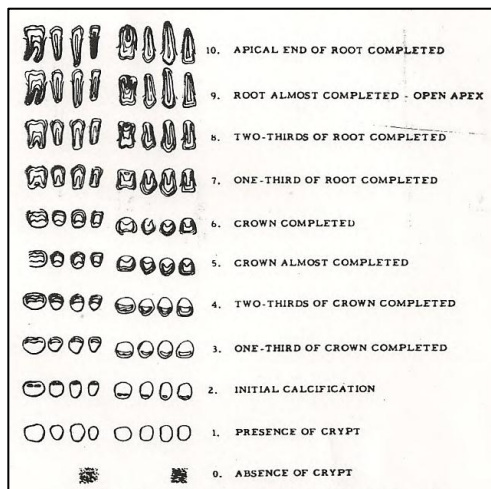 10. APICAL END OF ROOT COMPLETED
9. ROOT ALMOST COMPLETED - OPEN APEX
8. TWO-THIRDS OF ROOT COMPLETED
7. ONE-THIRD OF ROOT COMPLETED
6. CROWN COMPLETED
5. CROWN ALMOST COMPLETED
4. TWO-THIRDS OF CROWN COMPLETED
3. ONE-THIRD OF CROWN COMPLETED
2. INITIAL CALCIFICATION
1. PRESENCE OF CRYPT
0. ABSENCE OF CRYPT